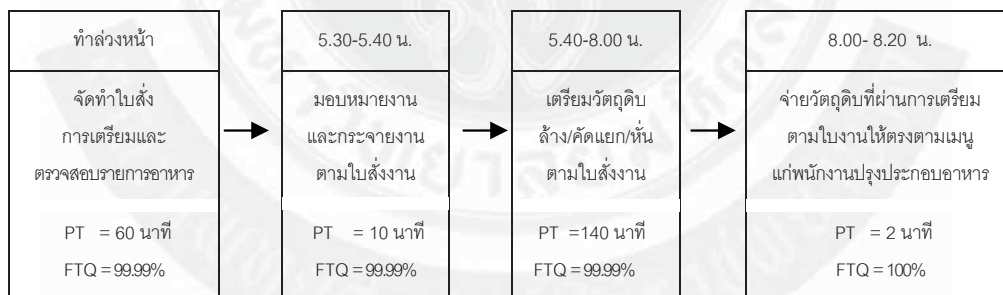 ทำล่วงหน้า
จัดทำใบสั่ง
การเตรียมและ
ตรวจสอบรายการอาหาร
PT = 60 นาที
FTQ = 99.99%
5.30-5.40 น.
มอบหมายงาน
และกระจายงาน
ตามใบสั่งงาน
PT = 10 นาที
FTQ = 99.99%
5.40-8.00 น.
เตรียมวัตถุดิบ
ล้าง/คัดแยก/หั่น
ตามใบสั่งงาน
PT =140 นาที
FTQ = 99.99%
8.00- 8.20 น.
จ่ายวัตถุดิบที่ผ่านการเตรียม
ตามใบงานให้ตรงตามเมนู
แก่พนักงานปรุงประกอบอาหาร
PT = 2 นาที
FTQ = 100%